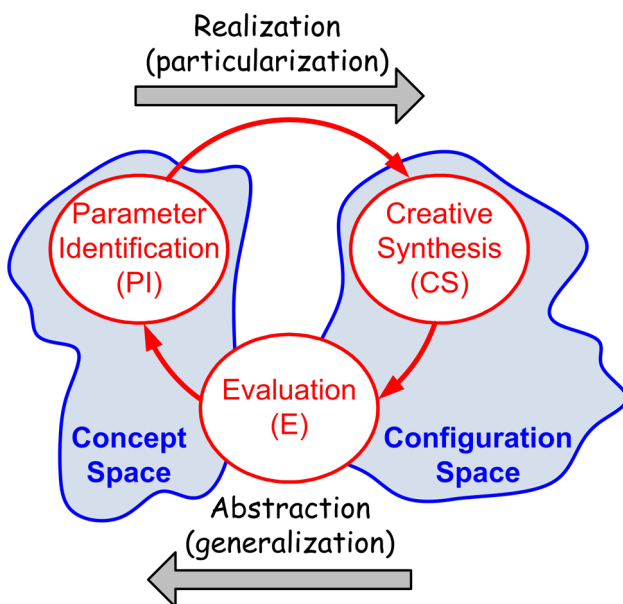 Realization
(particularization)
Parameter
Identification
(PI)
Creative
Synthesis
(CS)
Evaluation
(E)
Concept
Space
Configuration
Space
Abstraction
(generalization)